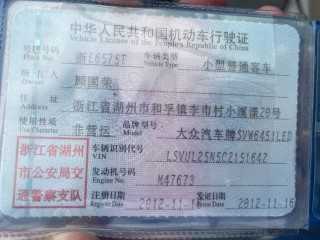 中华人民共和国机动车行驶证
Vehicle License of the People's Republic of China
号牌号码 浙E6575T 车辆类型 小型普通客车
Plate No. Vehicle Type
所有人 顾国荣
Owner
住址 浙江省湖州市和孚镇李市村小溪漾28号
Address
使用性质 非营运 品牌型号 大众汽车牌SVW6451LED
Use Character Model
浙江省湖州 车辆识别代号 LSVUL25N5C2151642
VIN
市公安局交 发动机号码 M47673
Engine No.
通警察支队 注册日期 2012-11-1 发证日期 2012-11-16
Register Date Issue Date